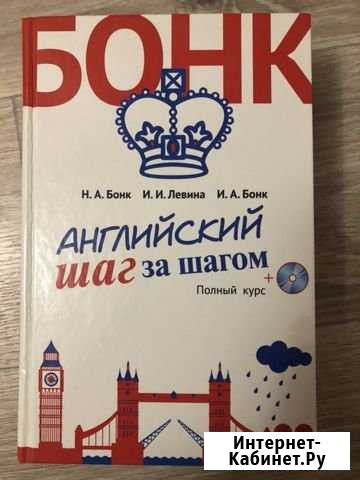 БОНК
Н. А. Бонк И. И. Левина И. А. Бонк
АНГЛИЙСКИЙ
шаг за шагом
+
Полный курс
Интернет-
Кабинет.Ру